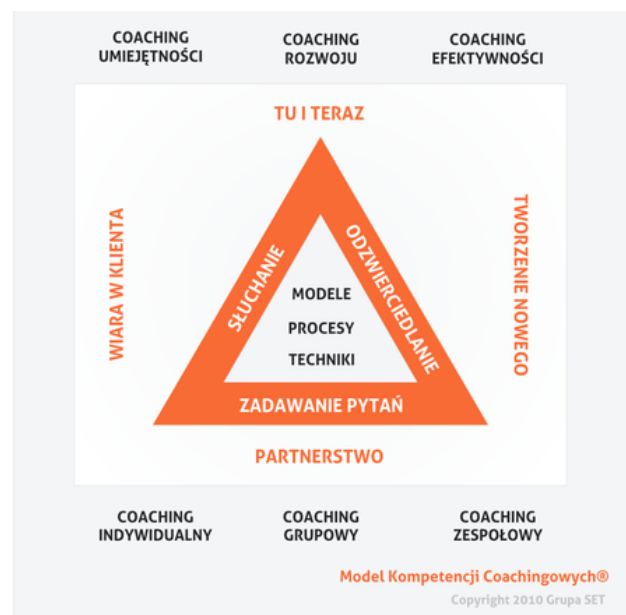 COACHING
UMIEJĘTNOŚCI
COACHING
ROZWOJU
COACHING
EFEKTYWNOŚCI
TU I TERAZ
WIARA W KLIENTA
SŁUCHANIE
ODZWIERCIEDLANIE
TWORZENIE NOWEGO
MODELE
PROCESY
TECHNIKI
ZADAWANIE PYTAŃ
PARTNERSTWO
COACHING
INDYWIDUALNY
COACHING
GRUPOWY
COACHING
ZESPOŁOWY
Model Kompetencji Coachingowych®
Copyright 2010 Grupa SET